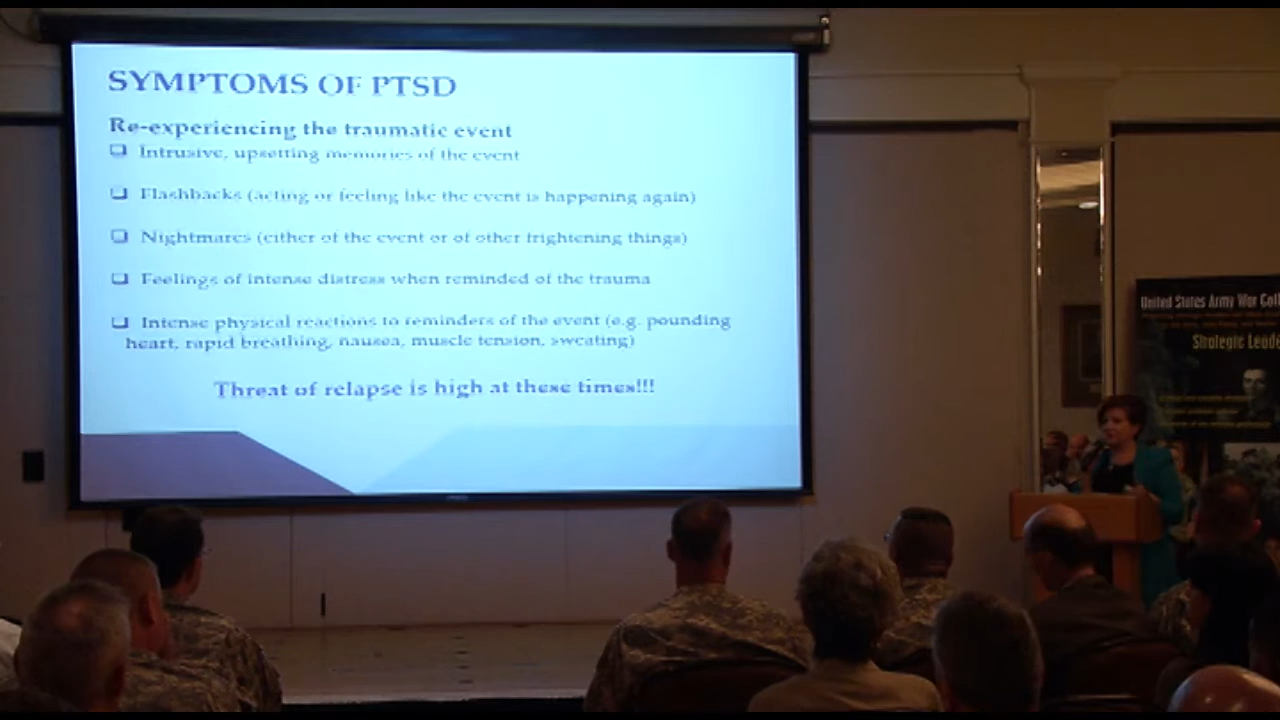 SYMPTOMS OF PTSD
Re-experiencing the traumatic event
❑ Intrusive, upsetting memories of the event
❑ Flashbacks (acting or feeling like the event is happening again)
❑ Nightmares (either of the event or of other frightening things)
❑ Feelings of intense distress when reminded of the trauma
❑ Intense physical reactions to reminders of the event (e.g. pounding
heart, rapid breathing, nausea, muscle tension, sweating)
Threat of relapse is high at these times!!!
United States Army War Coll
Strategic Leade